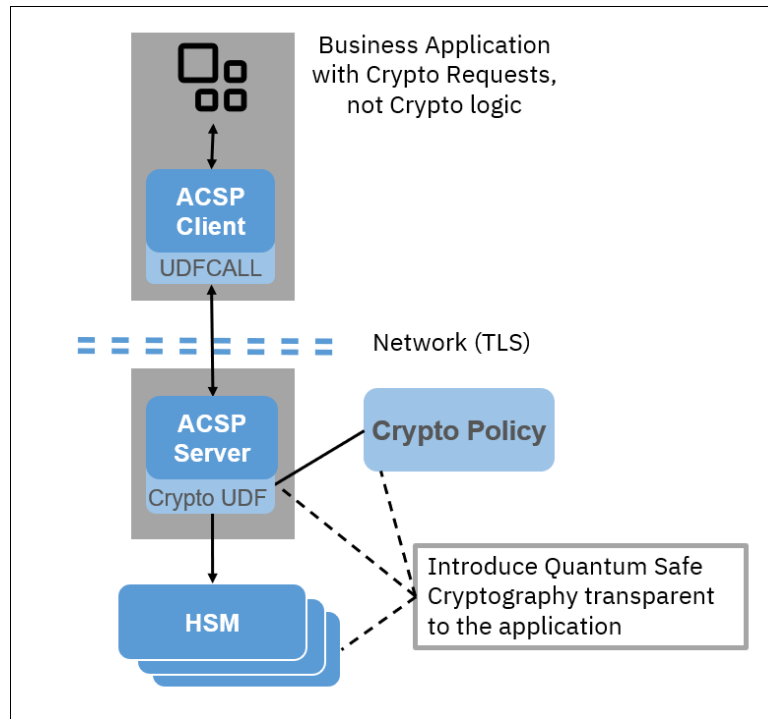 Business Application
with Crypto Requests,
not Crypto logic
ACSP
Client
UDFCALL
Network (TLS)
ACSP
Server
Crypto UDF
Crypto Policy
Introduce Quantum Safe
Cryptography transparent
to the application
HSM